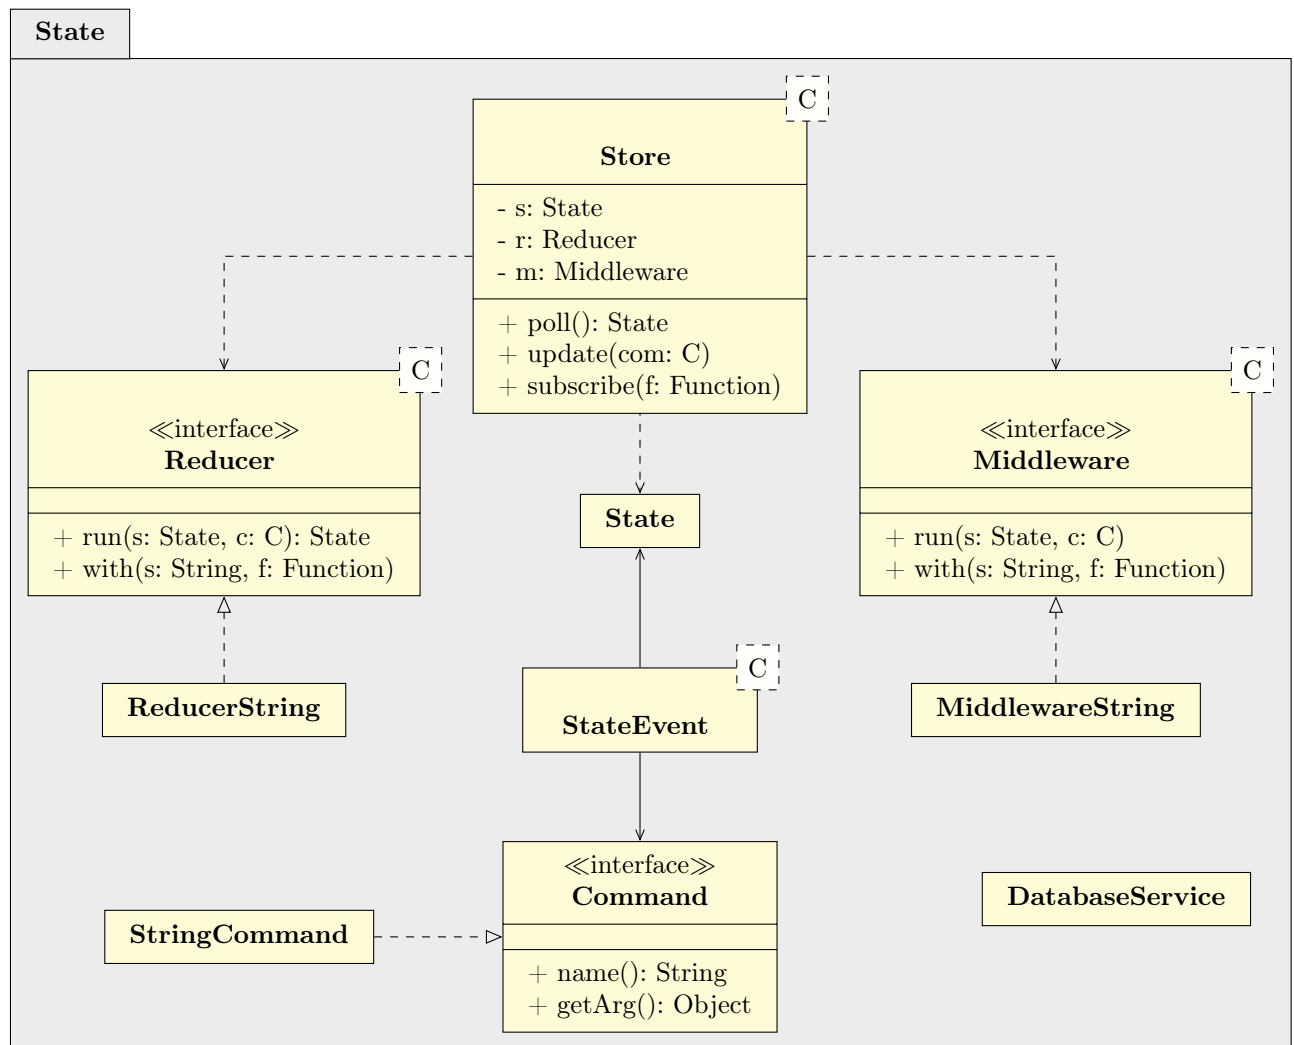 State
C
Store
- s: State
- r: Reducer
- m: Middleware
+ poll(): State
+ update(com: C)
+ subscribe(f: Function)
C
≪interface≫
Reducer
+ run(s: State, c: C): State
+ with(s: String, f: Function)
C
≪interface≫
Middleware
+ run(s: State, c: C)
+ with(s: String, f: Function)
State
ReducerString
C
StateEvent
MiddlewareString
≪interface≫
Command
+ name(): String
+ getArg(): Object
StringCommand
DatabaseService